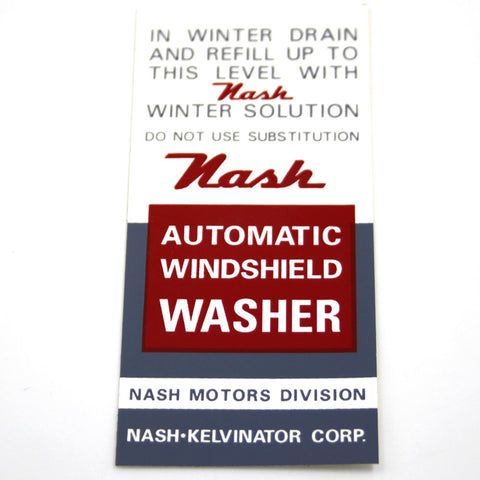 IN WINTER DRAIN
AND REFILL UP TO
THIS LEVEL WITH
Nash
WINTER SOLUTION
DO NOT USE SUBSTITUTION
Nash
AUTOMATIC
WINDSHIELD
WASHER
NASH MOTORS DIVISION
NASH•KELVINATOR CORP.